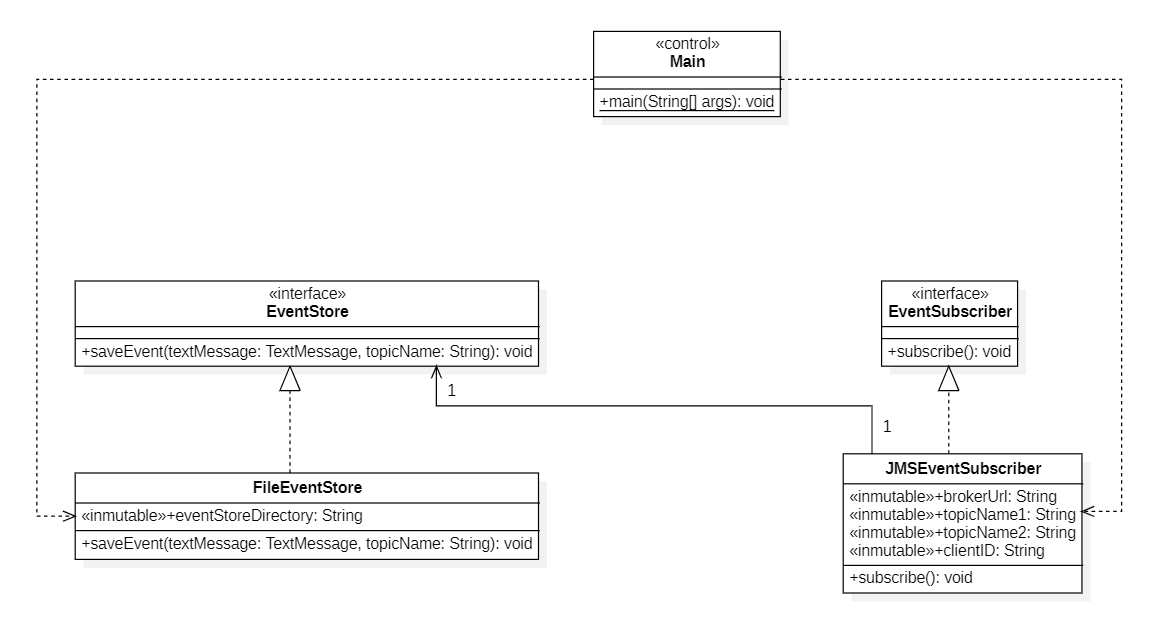 «control»
Main
+main(String[] args): void
«interface»
EventStore
+saveEvent(textMessage: TextMessage, topicName: String): void
«interface»
EventSubscriber
+subscribe(): void
1
1
FileEventStore
«inmutable»+eventStoreDirectory: String
+saveEvent(textMessage: TextMessage, topicName: String): void
JMSEventSubscriber
«inmutable»+brokerUrl: String
«inmutable»+topicName1: String
«inmutable»+topicName2: String
«inmutable»+clientID: String
+subscribe(): void